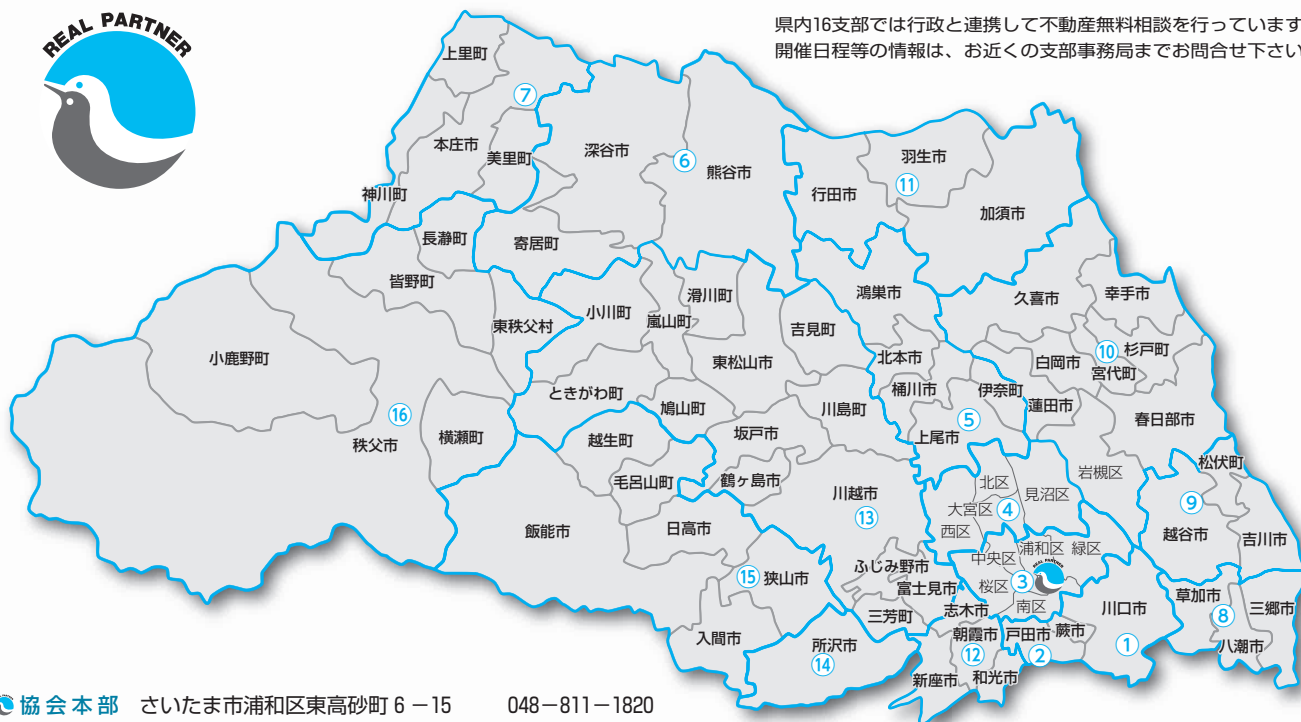 REAL PARTNER
県内16支部では行政と連携して不動産無料相談を行っています
開催日程等の情報は、お近くの支部事務局までお問合せ下さい
上里町
⑦
本庄市
美里町
神川町
深谷市
⑥
熊谷市
行田市
羽生市
⑪
加須市
長瀞町
寄居町
皆野町
東秩父村
小鹿野町
⑯
秩父市
横瀬町
小川町
嵐山町
滑川町
吉見町
東松山市
ときがわ町
鳩山町
川島町
鴻巣市
北本市
桶川市
伊奈町
⑤
上尾市
久喜市
幸手市
⑩
杉戸町
宮代町
白岡市
蓮田市
春日部市
越生町
毛呂山町
坂戸市
鶴ヶ島市
川越市
⑬
飯能市
日高市
⑮
狭山市
入間市
所沢市
⑭
ふじみ野市
富士見市
三芳町
志木市
朝霞市
⑫
新座市
和光市
北区
見沼区
大宮区
④
西区
岩槻区
浦和区
緑区
中央区
REAL PARTNER
桜区
③
南区
戸田市
蕨市
②
川口市
①
松伏町
⑨
越谷市
吉川市
草加市
⑧
八潮市
三郷市
協会本部 さいたま市浦和区東高砂町6-15 048-811-1820